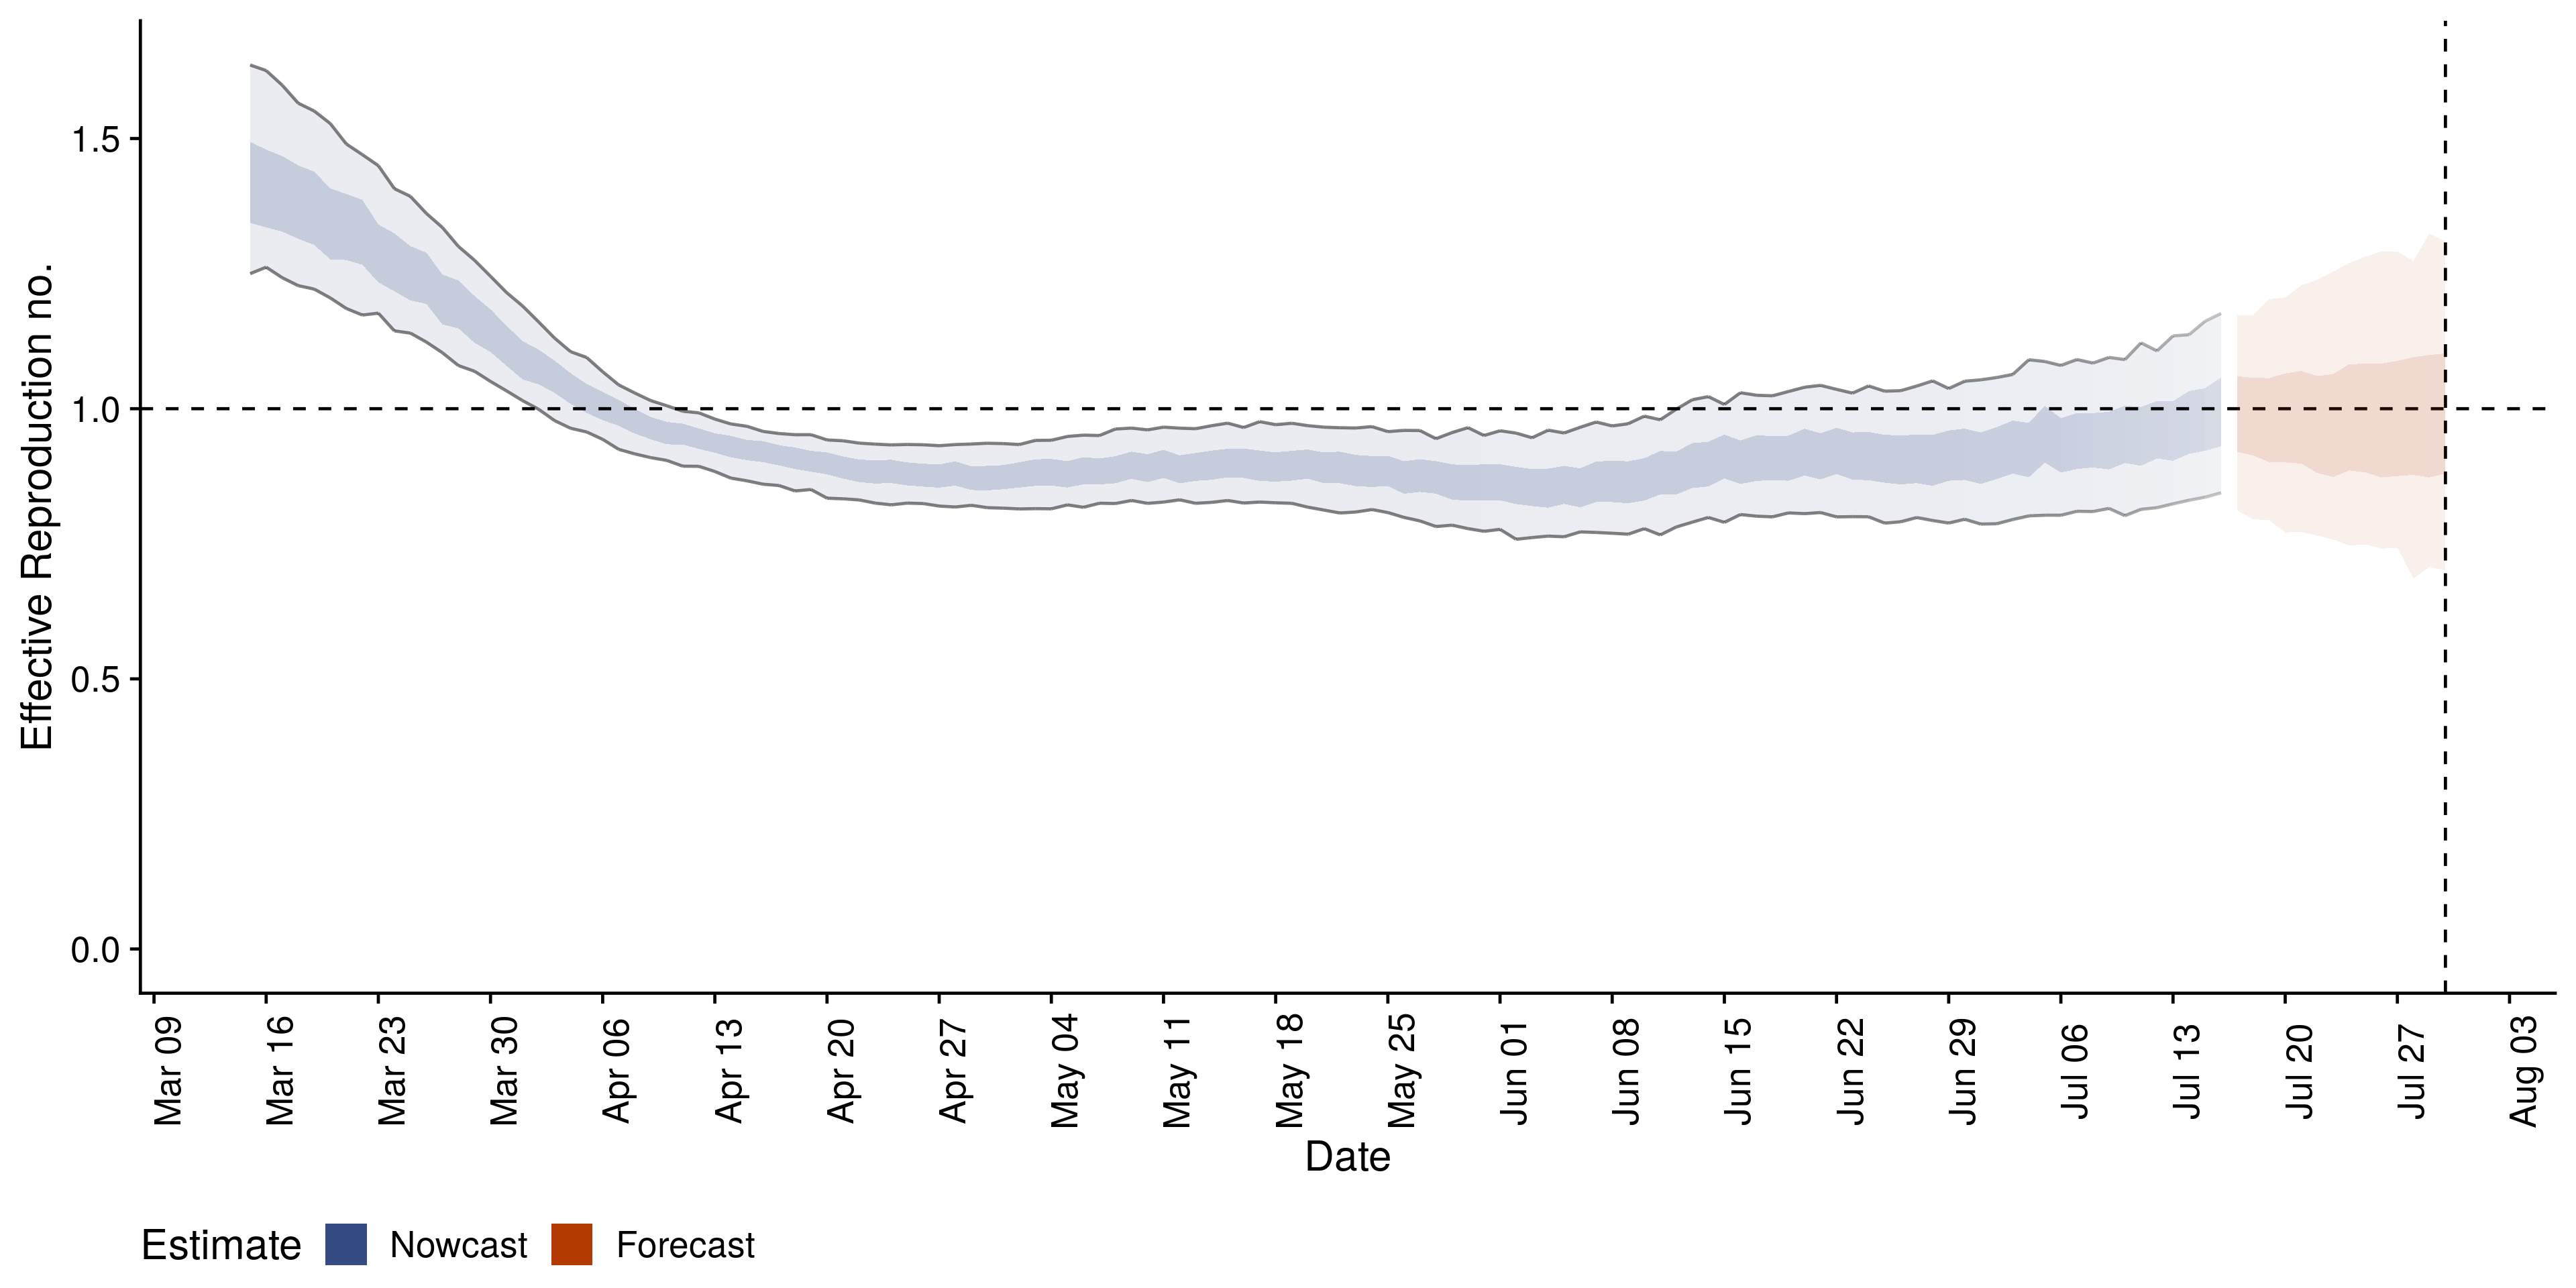 Effective Reproduction no.
1.5
1.0
0.5
0.0
Mar 09
Mar 16
Mar 23
Mar 30
Apr 06
Apr 13
Apr 20
Apr 27
May 04
May 11
May 18
May 25
Jun 01
Jun 08
Jun 15
Jun 22
Jun 29
Jul 06
Jul 13
Jul 20
Jul 27
Aug 03
Date
Estimate Nowcast Forecast